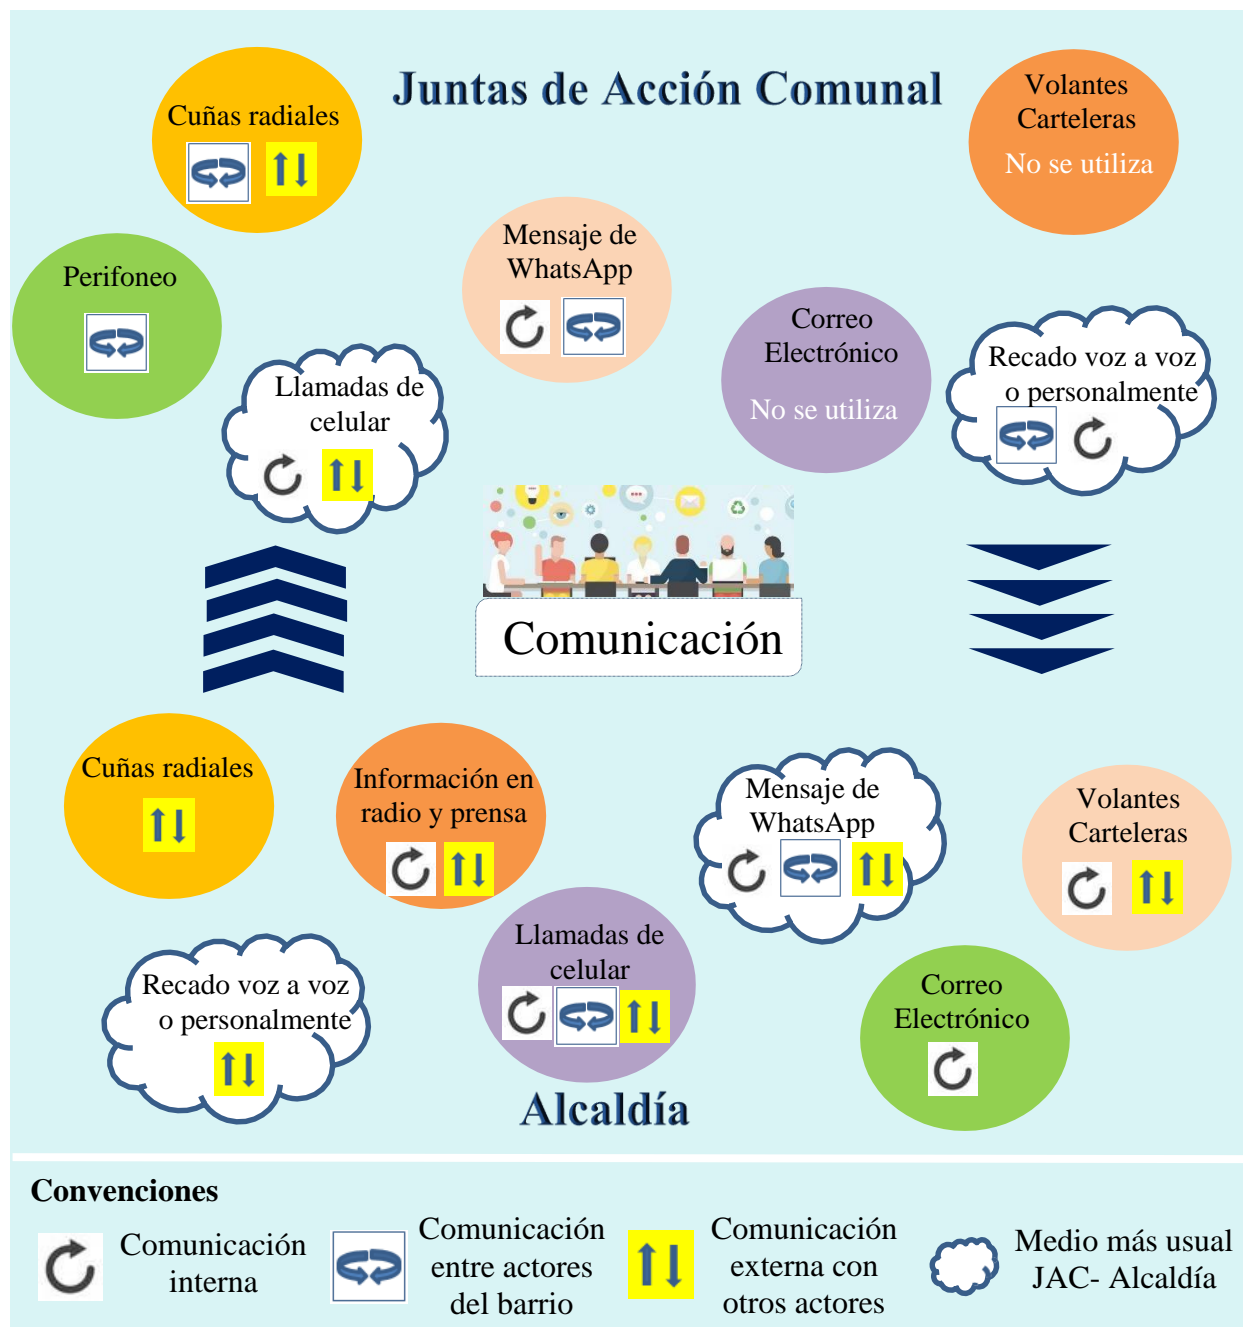 Juntas de Acción Comunal
Cuñas radiales
Volantes
Carteleras
No se utiliza
Perifoneo
Mensaje de
WhatsApp
Correo
Electrónico
No se utiliza
Recado voz a voz
o personalmente
Llamadas de
celular
Comunicación
Cuñas radiales
Información en
radio y prensa
Mensaje de
WhatsApp
Volantes
Carteleras
Recado voz a voz
o personalmente
Llamadas de
celular
Correo
Electrónico
Alcaldía
Convenciones
Comunicación
interna
Comunicación
entre actores
del barrio
Comunicación
externa con
otros actores
Medio más usual
JAC- Alcaldía